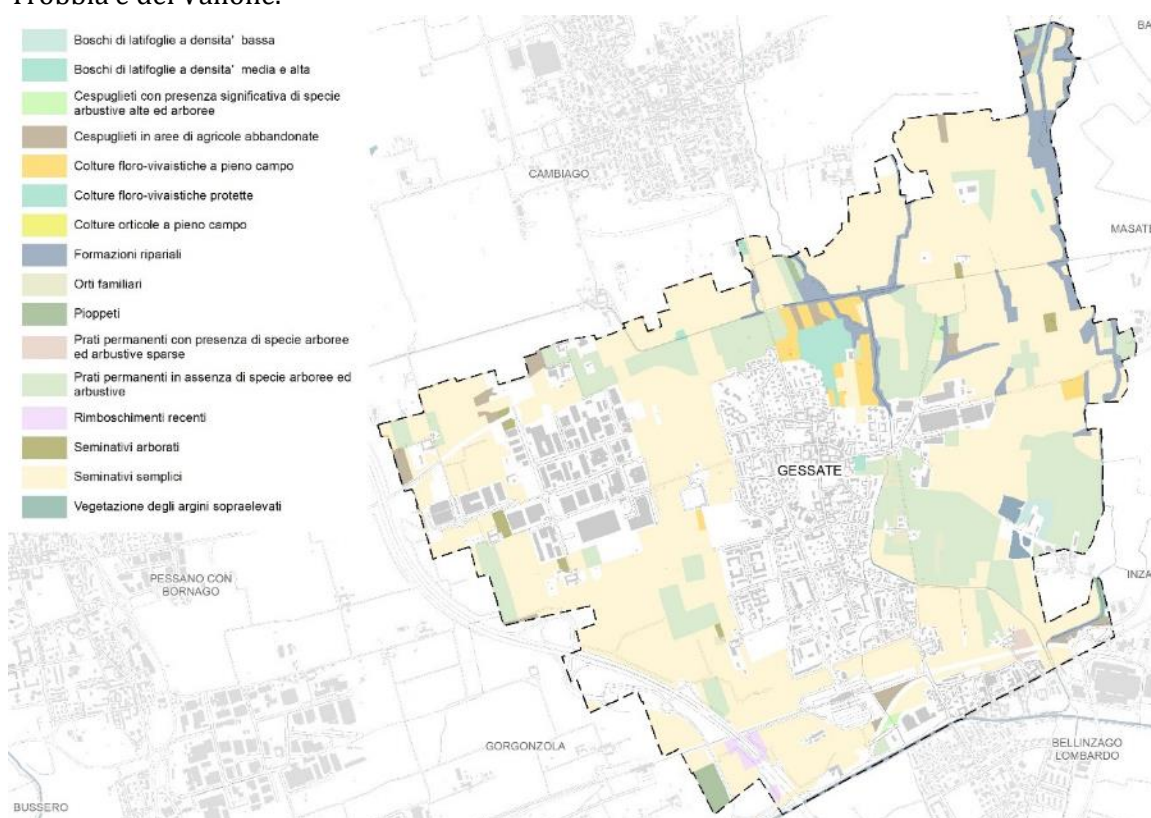 Trobbia e del Vallone.
Boschi di latifoglie a densita' bassa
Boschi di latifoglie a densita' media e alta
Cespuglieti con presenza significativa di specie
arbustive alte ed arboree
Cespuglieti in aree di agricole abbandonate
Colture floro-vivaistiche a pieno campo
Colture floro-vivaistiche protette
Colture orticole a pieno campo
Formazioni ripariali
Orti familiari
Pioppeti
Prati permanenti con presenza di specie arboree
ed arbustive sparse
Prati permanenti in assenza di specie arboree ed
arbustive
Rimboschimenti recenti
Seminativi arborati
Seminativi semplici
Vegetazione degli argini sopraelevati
BA
CAMBIAGO
MASATE
GESSATE
PESSANO CON
BORNAGO
INZA
GORGONZOLA
BELLINZAGO
LOMBARDO
BUSSERO